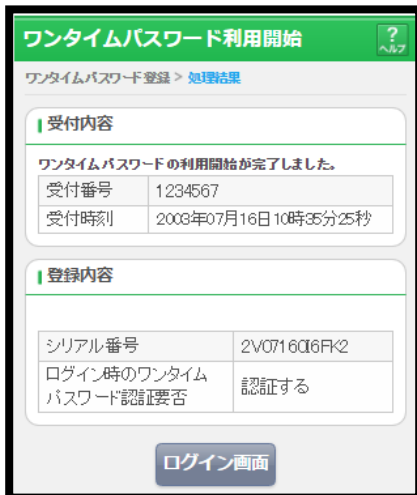 ワンタイムパスワード利用開始
?
ヘルプ
ワンタイムパスワード登録 > 処理結果
受付内容
ワンタイムパスワードの利用開始が完了しました。
受付番号 1234567
受付時刻 2003年07月16日10時35分25秒
登録内容
シリアル番号 2V07160I6FK2
ログイン時のワンタイム
パスワード認証要否 認証する
ログイン画面